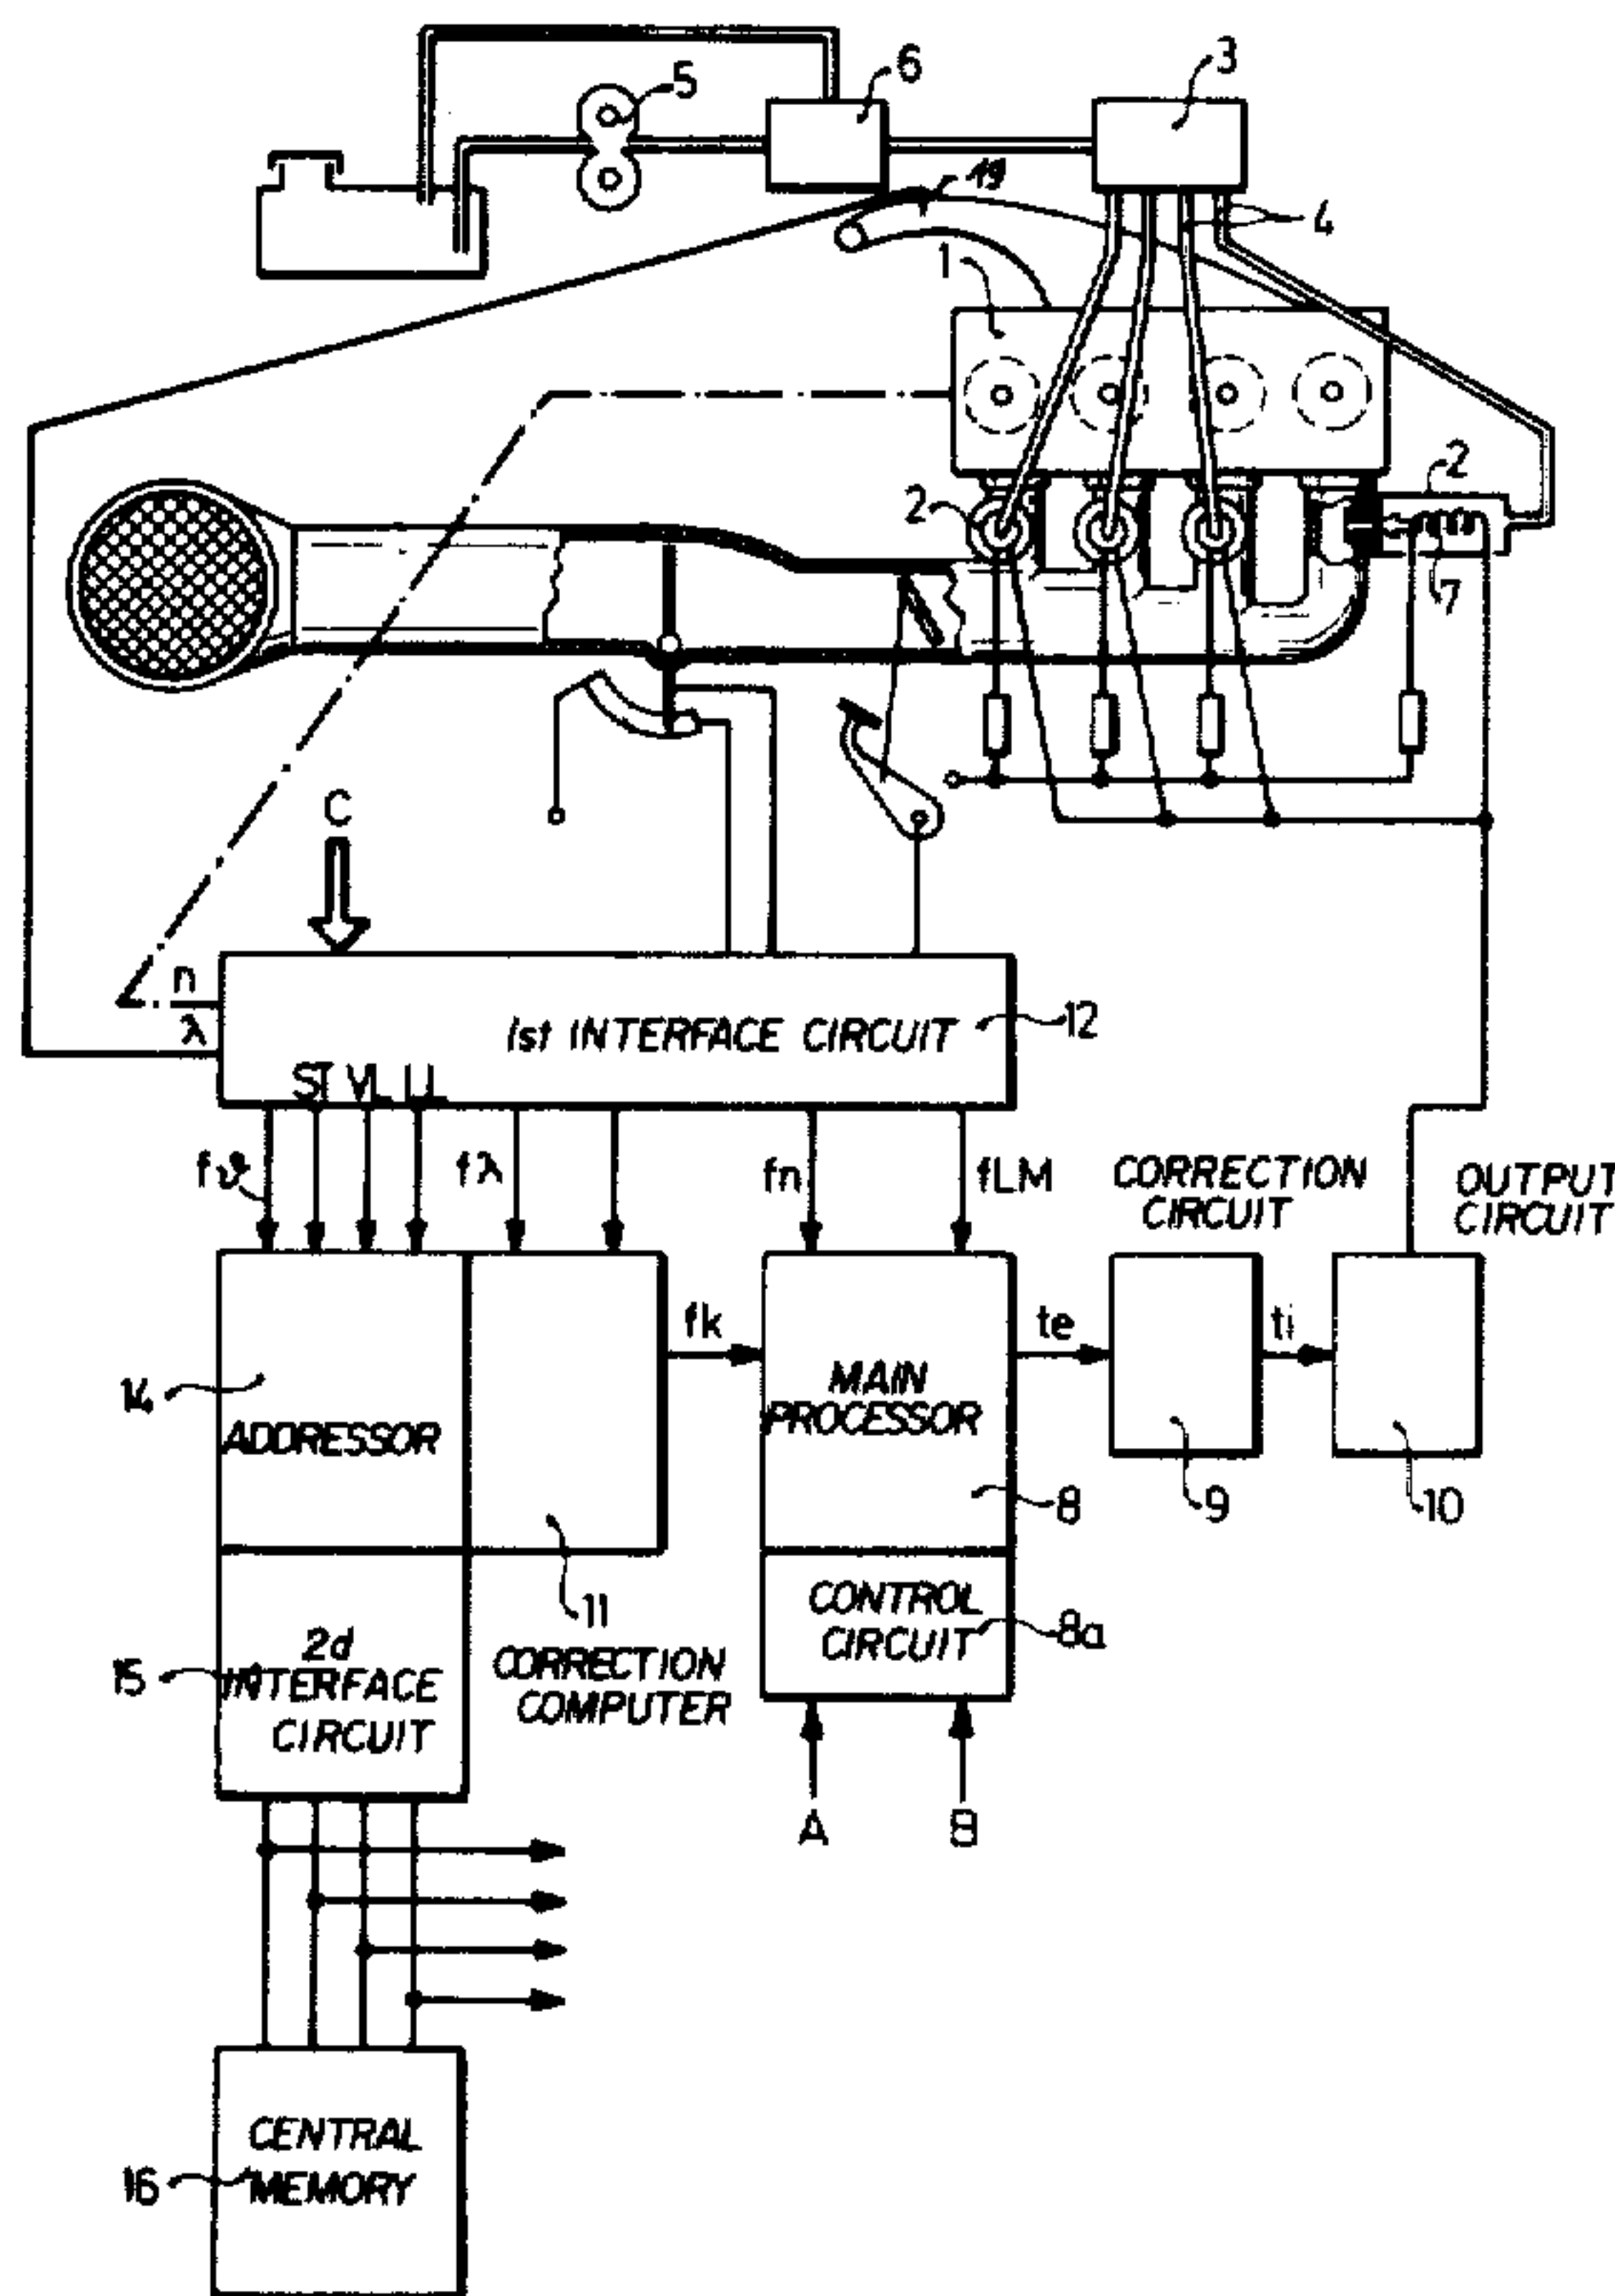 5
6
3
19
4
1
2
2
7
C
n
λ
1st INTERFACE CIRCUIT
12
ST VL LL
fϑ
fλ
fn
fLM
CORRECTION
CIRCUIT
OUTPUT
CIRCUIT
fk
te
ti
14
ADDRESSOR
MAIN
PROCESSOR
8
9
10
11
CORRECTION
COMPUTER
CONTROL
CIRCUIT
8a
15
2d
INTERFACE
CIRCUIT
A
B
CENTRAL
MEMORY
16